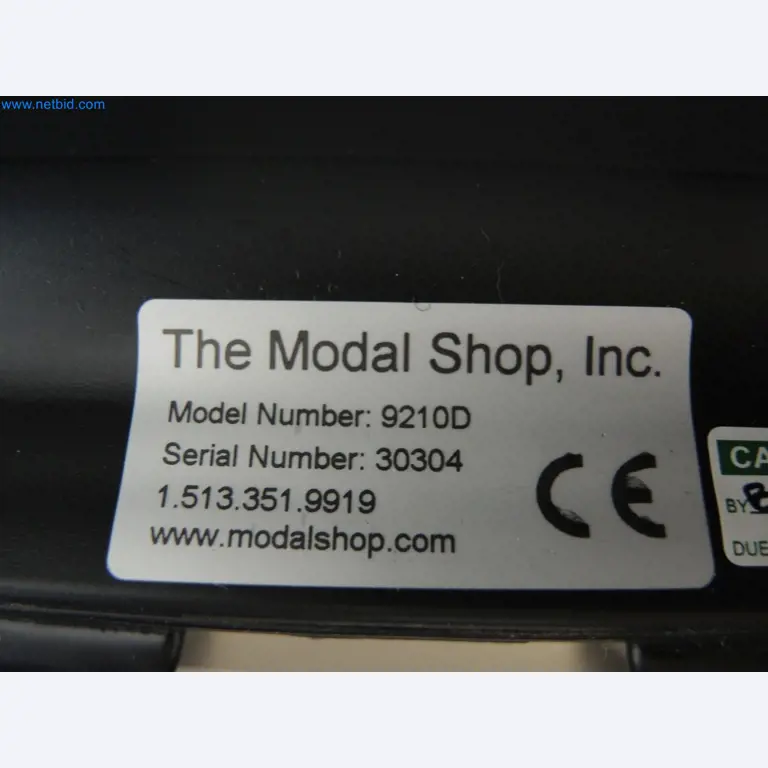 www.netbid.com
The Modal Shop, Inc.
Model Number: 9210D
Serial Number: 30304
1.513.351.9919
www.modalshop.com
CE
BY
DUE